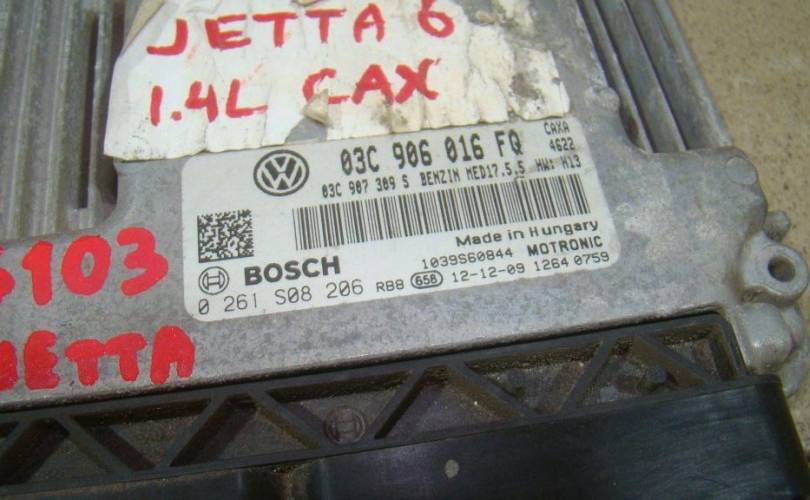 JETTA 6
1.4L CAX
03C 906 016 FQ CAXA
4622
03C 907 309 S BENZIN MED17.5.5 HW: H13
Made in Hungary
BOSCH 1039S60844 MOTRONIC
0 261 S08 206 RB8 658 12-12-09 1264 0759
103
JETTA